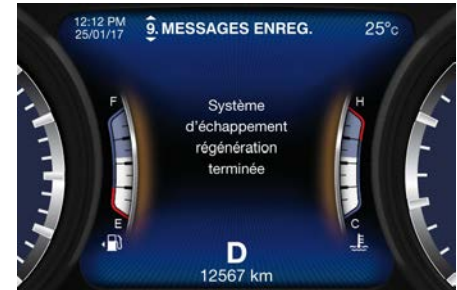 12:12 PM
25/01/17
9. MESSAGES ENREG.
25°c
F
H
Système
d'échappement
régénération
terminée
E
C
D
12567 km